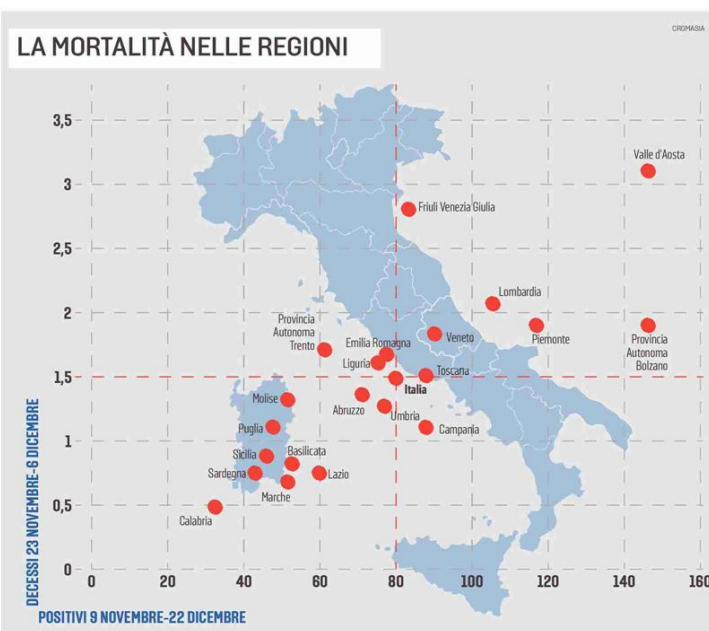 CROMASIA
LA MORTALITÀ NELLE REGIONI
3,5
3
2,5
2
1,5
1
0,5
0
Valle d'Aosta
Friuli Venezia Giulia
Lombardia
Provincia
Autonoma
Trento
Emilia Romagna
Veneto
Piemonte
Provincia
Autonoma
Bolzano
Liguria
Toscana
Italia
Molise
Abruzzo
Umbria
Puglia
Campania
Sicilia
Basilicata
Sardegna
Lazio
Marche
Calabria
0 20 40 60 80 100 120 140 160
DECESSI 23 NOVEMBRE-6 DICEMBRE
POSITIVI 9 NOVEMBRE-22 DICEMBRE